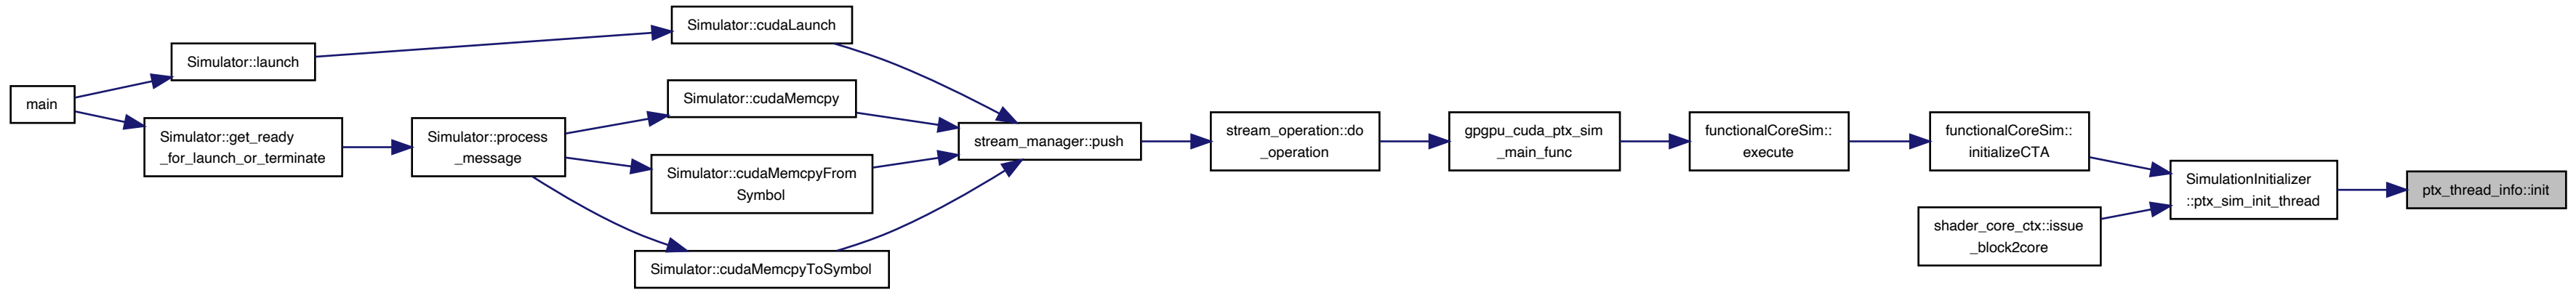 main
Simulator::launch
Simulator::get_ready
_for_launch_or_terminate
Simulator::process
_message
Simulator::cudaLaunch
Simulator::cudaMemcpy
Simulator::cudaMemcpyFrom
Symbol
Simulator::cudaMemcpyToSymbol
stream_manager::push
stream_operation::do
_operation
gpgpu_cuda_ptx_sim
_main_func
functionalCoreSim::
execute
functionalCoreSim::
initializeCTA
shader_core_ctx::issue
_block2core
SimulationInitializer
::ptx_sim_init_thread
ptx_thread_info::init